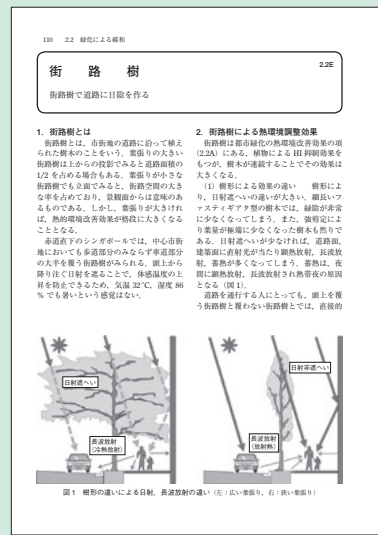 110 2.2 緑化による緩和
2.2E
街 路 樹
街路樹で道路に日陰を作る
1. 街路樹とは
街路樹とは，市街地の道路に沿って植え
られた樹木のことをいう．葉張りの大きい
街路樹は上からの投影でみると道路面積の
1/2 を占める場合もある．葉張りが小さな
街路樹でも立面でみると，街路空間の大き
な率を占めており，景観面からは意味のあ
るものである．しかし，葉張りが大きけれ
ば，熱的環境改善効果が格段に大きくなる
こととなる．
赤道直下のシンガポールでは，中心市街
地においても歩道部分のみならず車道部分
の大半を覆う街路樹がみられる．頭上から
降り注ぐ日射を遮ることで，体感温度の上
昇を防止できるため，気温 32℃，湿度 86
% でも暑いという感覚はない．
2. 街路樹による熱環境調整効果
街路樹は都市緑化の熱環境改善効果の項
(2.2A) にある，植物による HI 抑制効果を
もつが，樹木が連続することでその効果は
大きくなる．
(1) 樹形による効果の違い 樹形によ
り，日射遮へいの違いが大きい．細長いフ
ァスティギアタ型の樹木では，緑陰が非常
に少なくなってしまう．また，強剪定によ
り葉量が極端に少なくなった樹木も然りで
ある．日射遮へいが少なければ，道路面，
建築面に直射光が当たり顕熱放射，長波放
射，蓄熱が多くなってしまう．蓄熱は，夜
間に顕熱放射，長波放射され熱帯夜の原因
となる（図 1）．
道路を通行する人にとっても，頭上を覆
う街路樹と覆わない街路樹とでは，直接的
日射遮へい
長波放射
（冷熱放射）
日射非遮へい
長波放射
（放射熱）
図 1 樹形の違いによる日射，長波放射の違い（左：広い葉張り，右：狭い葉張り）